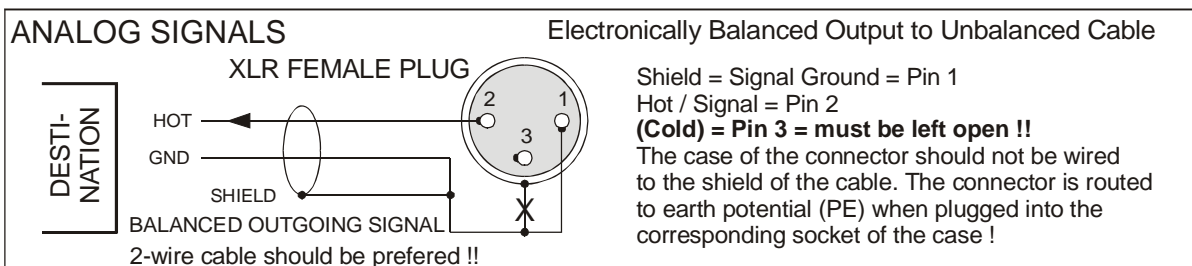 ANALOG SIGNALS
Electronically Balanced Output to Unbalanced Cable
XLR FEMALE PLUG
DESTI-
NATION
HOT
GND
SHIELD
2
1
3
X
BALANCED OUTGOING SIGNAL
2-wire cable should be prefered !!
Shield = Signal Ground = Pin 1
Hot / Signal = Pin 2
(Cold) = Pin 3 = must be left open !!
The case of the connector should not be wired
to the shield of the cable. The connector is routed
to earth potential (PE) when plugged into the
corresponding socket of the case !